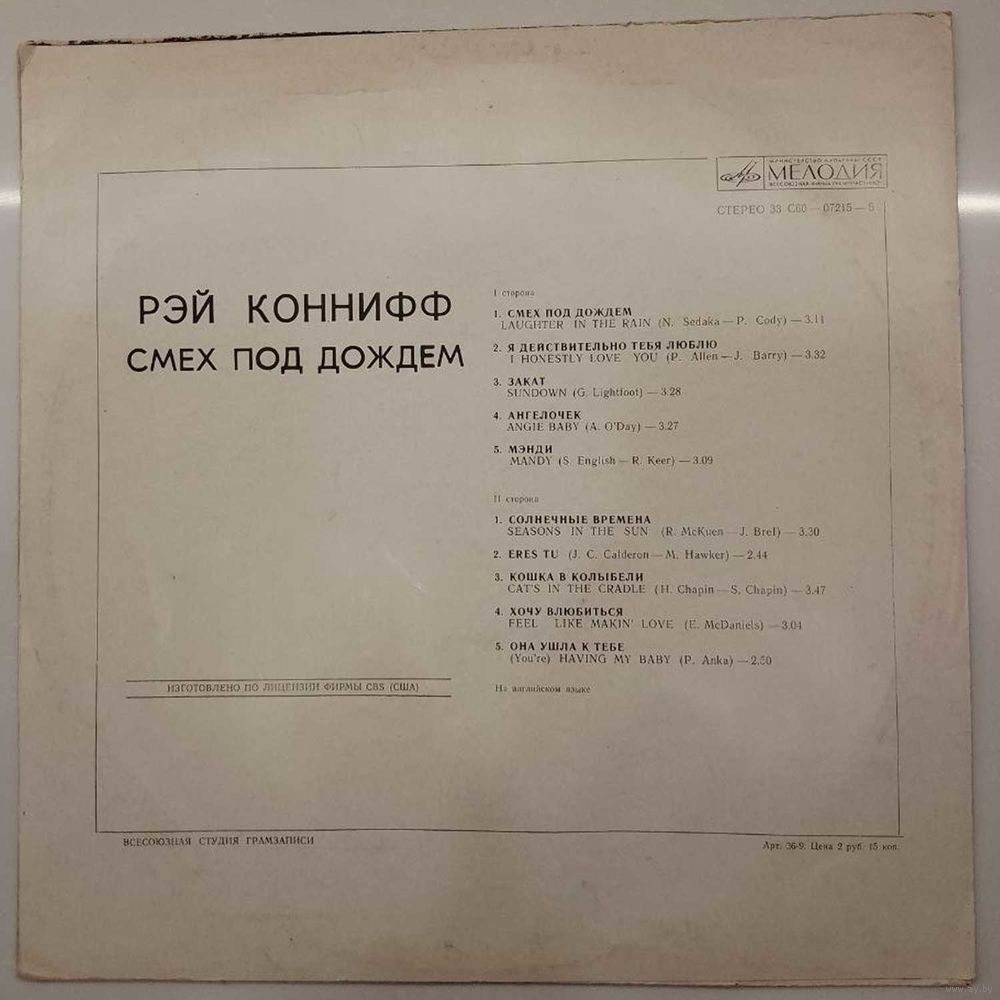 МИНИСТЕРСТВО КУЛЬТУРЫ СССР
МЕЛОДИЯ
СТЕРЕО 33 С60—07215—6
РЭЙ КОННИФФ
СМЕХ ПОД ДОЖДЕМ
I сторона
1. СМЕХ ПОД ДОЖДЕМ
LAUGHTER IN THE RAIN (N. Sedaka — P. Cody) — 3.11
2. Я ДЕЙСТВИТЕЛЬНО ТЕБЯ ЛЮБЛЮ
I HONESTLY LOVE YOU (P. Allen — J. Barry) — 3.32
3. ЗАКАТ
SUNDOWN (G. Lightfoot) — 3.28
4. АНГЕЛОЧЕК
ANGIE BABY (A. O'Day) — 3.27
5. МЭНДИ
MANDY (S. English — R. Keer) — 3.09
II сторона
1. СОЛНЕЧНЫЕ ВРЕМЕНА
SEASONS IN THE SUN (R. McKuen — J. Brel) — 3.30
2. ERES TU (J. C. Calderon — M. Hawker) — 2.44
3. КОШКА В КОЛЫБЕЛИ
CAT'S IN THE CRADLE (H. Chapin — S. Chapin) — 3.47
4. ХОЧУ ВЛЮБИТЬСЯ
FEEL LIKE MAKIN' LOVE (E. McDaniels) — 3.04
5. ОНА УШЛА К ТЕБЕ
(You're) HAVING MY BABY (P. Anka) — 2.50
На английском языке
ИЗГОТОВЛЕНО ПО ЛИЦЕНЗИИ ФИРМЫ CBS (США)
ВСЕСОЮЗНАЯ СТУДИЯ ГРАМЗАПИСИ
Арт. 36-9. Цена 2 руб. 15 коп.
www.ay.by